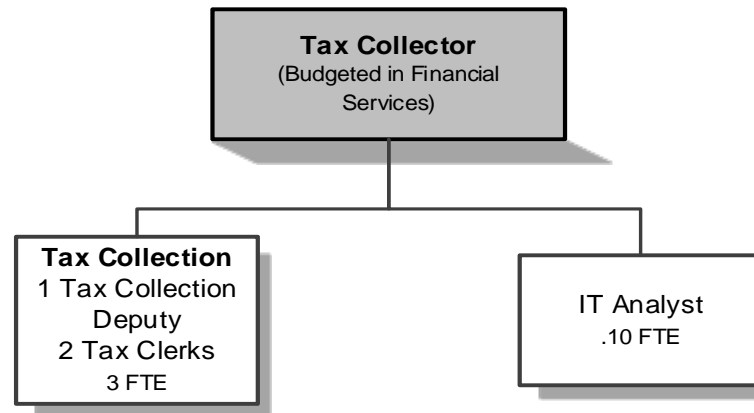 Tax Collector
(Budgeted in Financial
Services)
Tax Collection
1 Tax Collection
Deputy
2 Tax Clerks
3 FTE
IT Analyst
.10 FTE